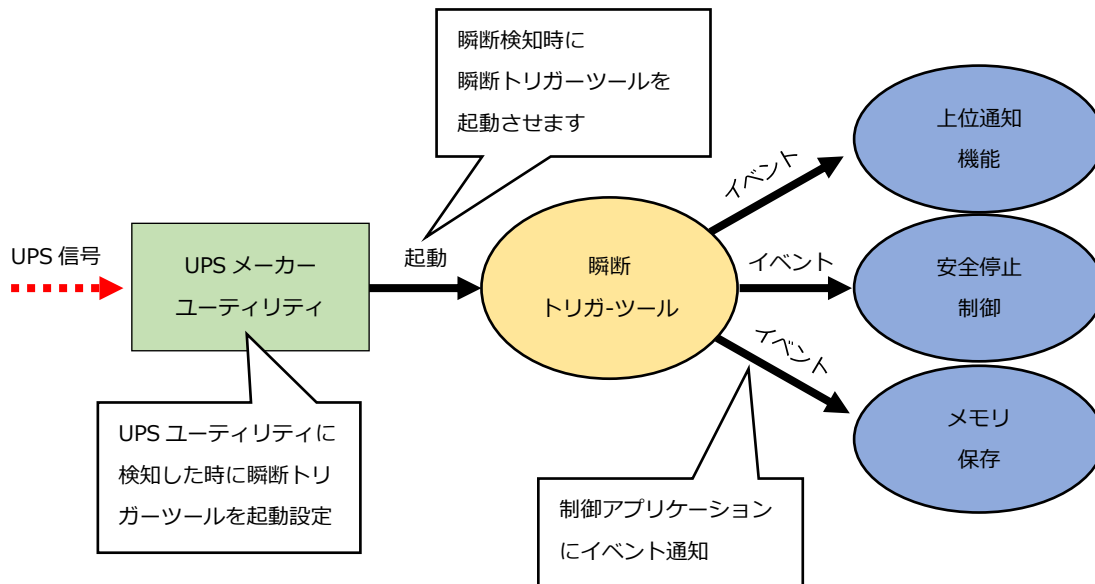 瞬断検知時に
瞬断トリガーツールを
起動させます
上位通知
機能
イベント
UPS 信号
UPS メーカー
ユーティリティ
起動
瞬断
トリガ-ツール
イベント
安全停止
制御
イベント
メモリ
保存
UPS ユーティリティに
検知した時に瞬断トリ
ガーツールを起動設定
制御アプリケーション
にイベント通知